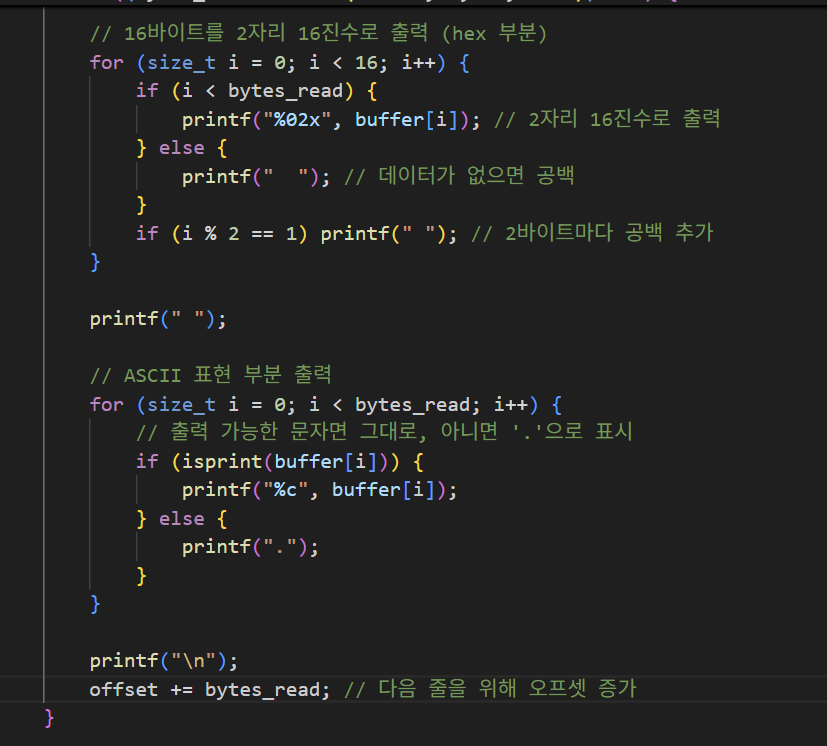 // 16바이트를 2자리 16진수로 출력 (hex 부분)
for (size_t i = 0; i < 16; i++) {
if (i < bytes_read) {
printf("%02x", buffer[i]); // 2자리 16진수로 출력
} else {
printf("  "); // 데이터가 없으면 공백
}
if (i % 2 == 1) printf(" "); // 2바이트마다 공백 추가
}
printf(" ");
// ASCII 표현 부분 출력
for (size_t i = 0; i < bytes_read; i++) {
// 출력 가능한 문자면 그대로, 아니면 '.'으로 표시
if (isprint(buffer[i])) {
printf("%c", buffer[i]);
} else {
printf(".");
}
}
printf("\n");
offset += bytes_read; // 다음 줄을 위해 오프셋 증가
}